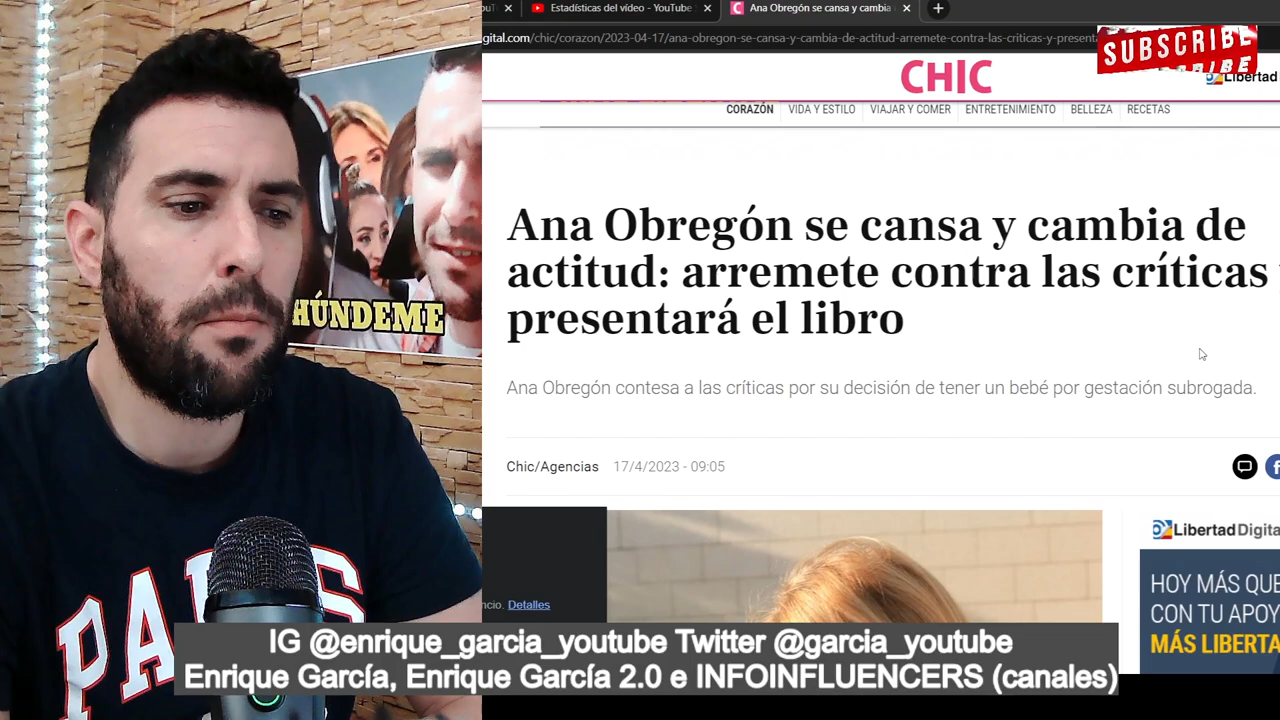 Estadísticas del vídeo - YouTube
Ana Obregón se cansa y cambia
gital.com/chic/corazon/2023-04-17/ana-obregon-se-cansa-y-cambia-de-actitud-arremete-contra-las-criticas-y-present
SUBSCRIBE
Libertad
CHIC
CORAZÓN VIDA Y ESTILO VIAJAR Y COMER ENTRETENIMIENTO BELLEZA RECETAS
Ana Obregón se cansa y cambia de
actitud: arremete contra las críticas
presentará el libro
Ana Obregón contesa a las críticas por su decisión de tener un bebé por gestación subrogada.
Chic/Agencias 17/4/2023 - 09:05
HÚNDEME
Libertad Digita
HOY MÁS QUE
CON TU APOY
MÁS LIBERTA
ncio. Detalles
PARIS
IG @enrique_garcia_youtube Twitter @garcia_youtube
Enrique García, Enrique García 2.0 e INFOINFLUENCERS (canales)